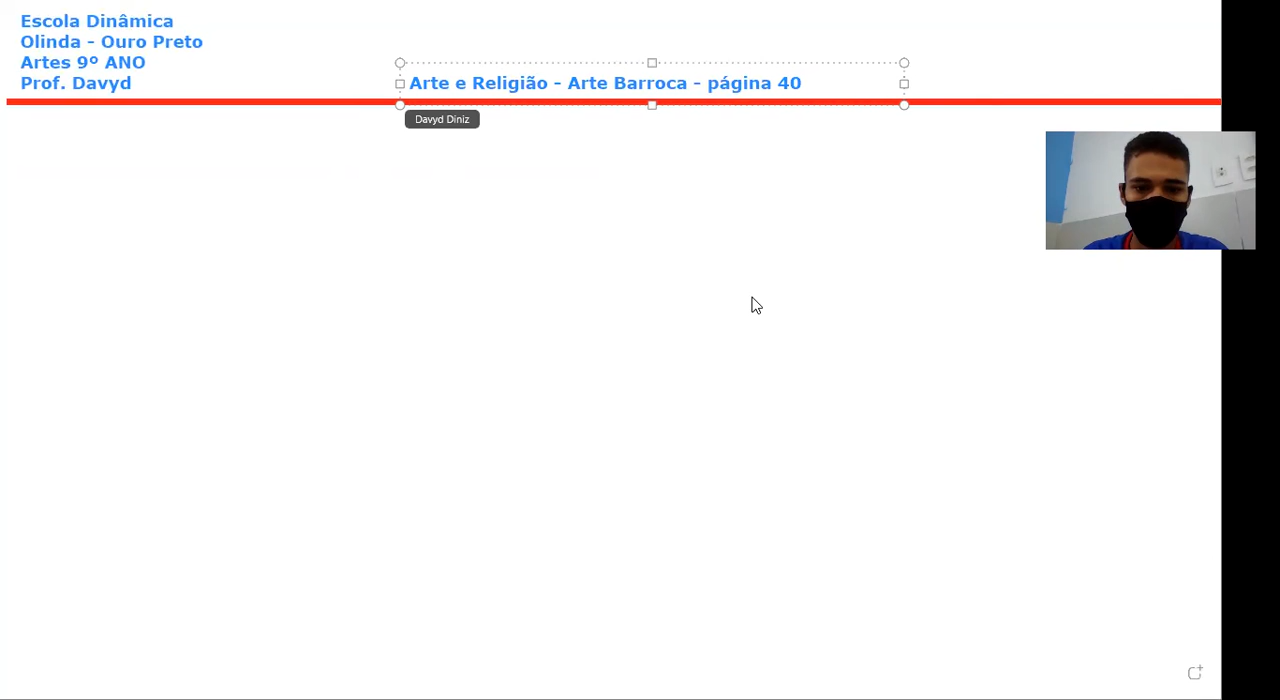 Escola Dinâmica
Olinda - Ouro Preto
Artes 9º ANO
Prof. Davyd
Arte e Religião - Arte Barroca - página 40
Davyd Diniz